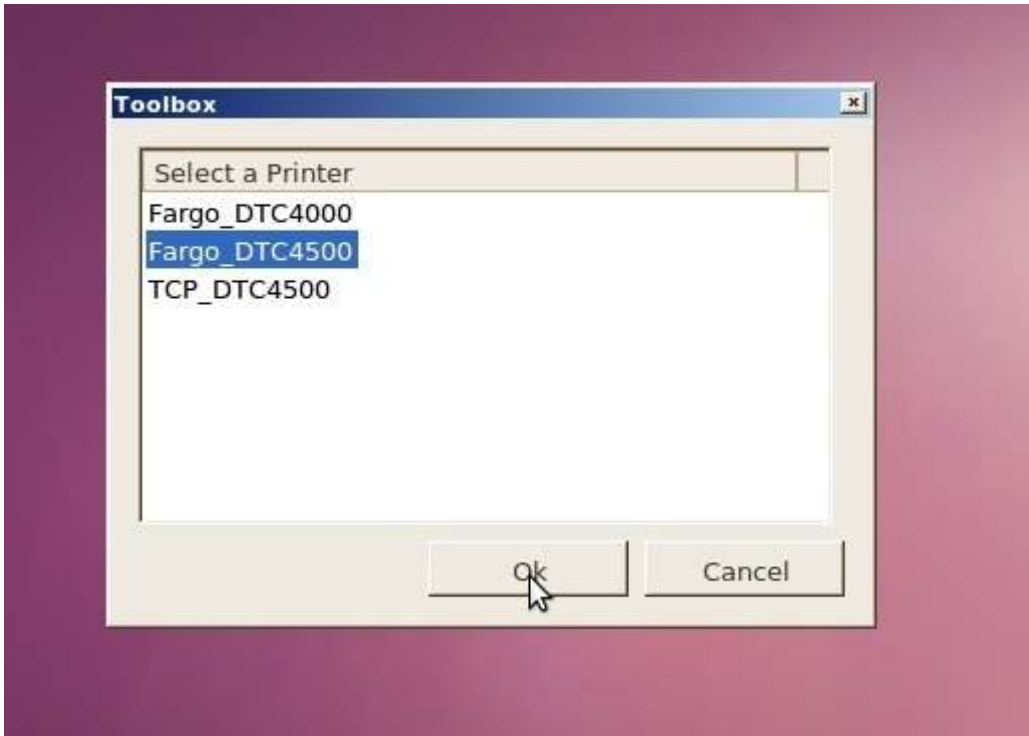 Toolbox
Select a Printer
Fargo_DTC4000
Fargo_DTC4500
TCP_DTC4500
Ok
Cancel